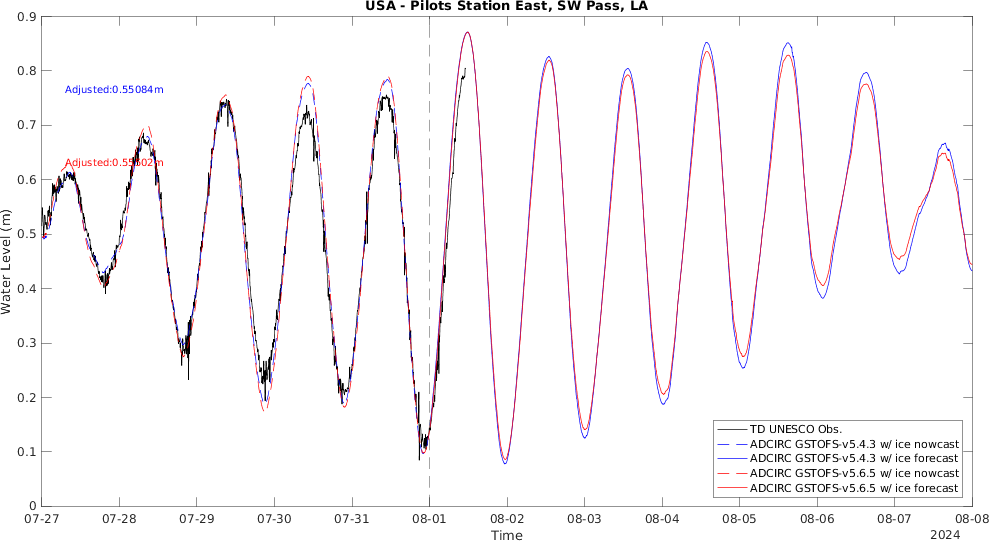 USA - Pilots Station East, SW Pass, LA
0.9
0.8
0.7
0.6
0.5
0.4
0.3
0.2
0.1
0
Water Level (m)
Adjusted:0.55084m
TD UNESCO Obs.
ADCIRC GSTOFS-v5.4.3 w/ ice nowcast
ADCIRC GSTOFS-v5.4.3 w/ ice forecast
ADCIRC GSTOFS-v5.6.5 w/ ice nowcast
ADCIRC GSTOFS-v5.6.5 w/ ice forecast
07-27 07-28 07-29 07-30 07-31 08-01 08-02 08-03 08-04 08-05 08-06 08-07 08-08
Time
2024